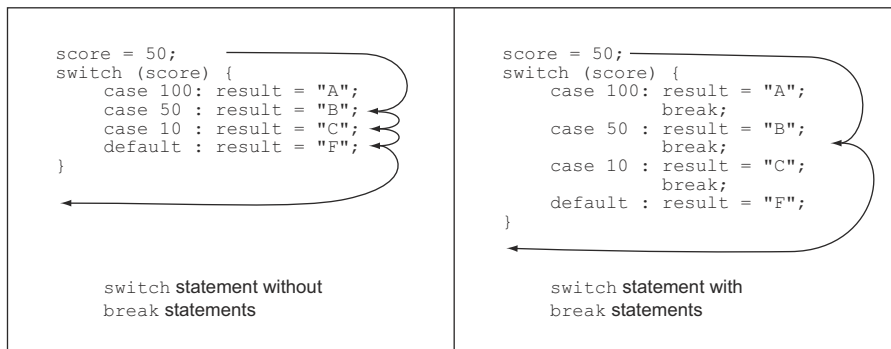 score = 50;
switch (score) {
    case 100: result = "A";
    case 50 : result = "B";
    case 10 : result = "C";
    default : result = "F";
}
switch statement without
break statements
score = 50;
switch (score) {
    case 100: result = "A";
              break;
    case 50 : result = "B";
              break;
    case 10 : result = "C";
              break;
    default : result = "F";
}
switch statement with
break statements